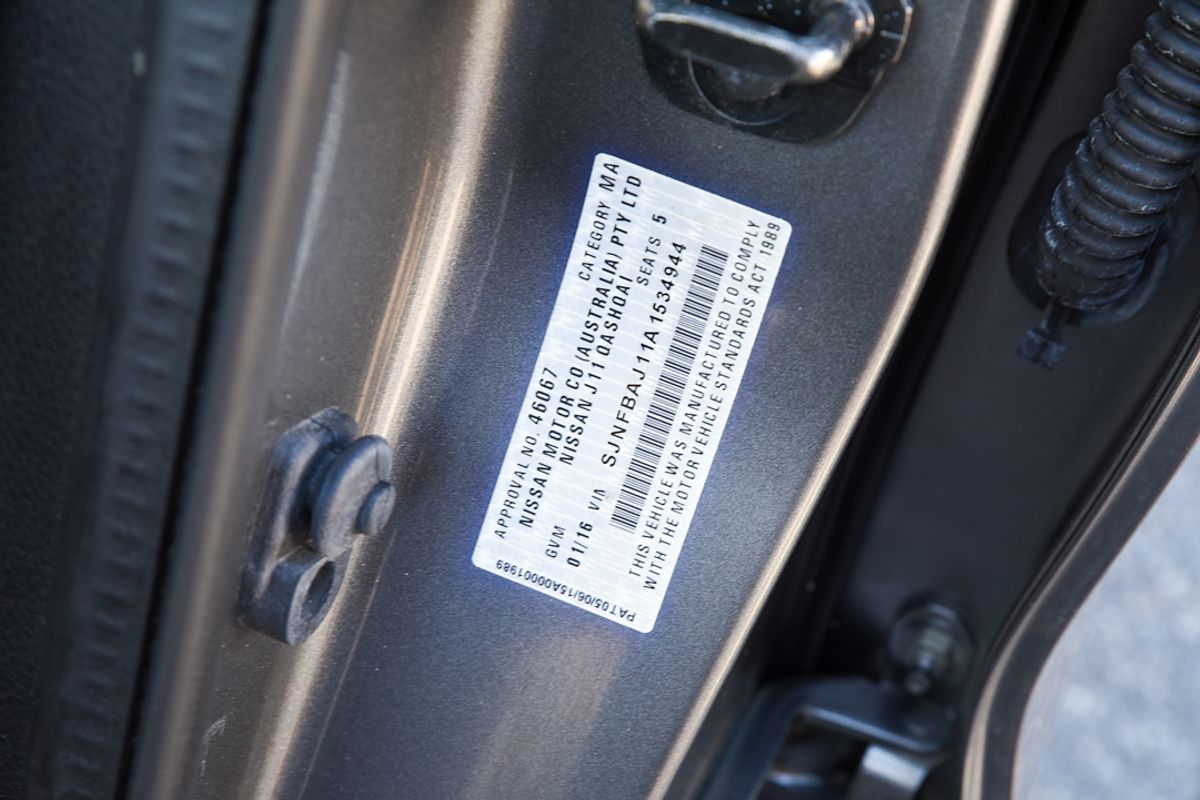 APPROVAL NO. 46067 CATEGORY MA
NISSAN MOTOR CO (AUSTRALIA) PTY LTD
NISSAN J11 QASHQAI
GVM SEATS 5
01/16 VIN SJNFBAJ11A1534944
THIS VEHICLE WAS MANUFACTURED TO COMPLY
WITH THE MOTOR VEHICLE STANDARDS ACT 1989
PAT05/06/15A00001989